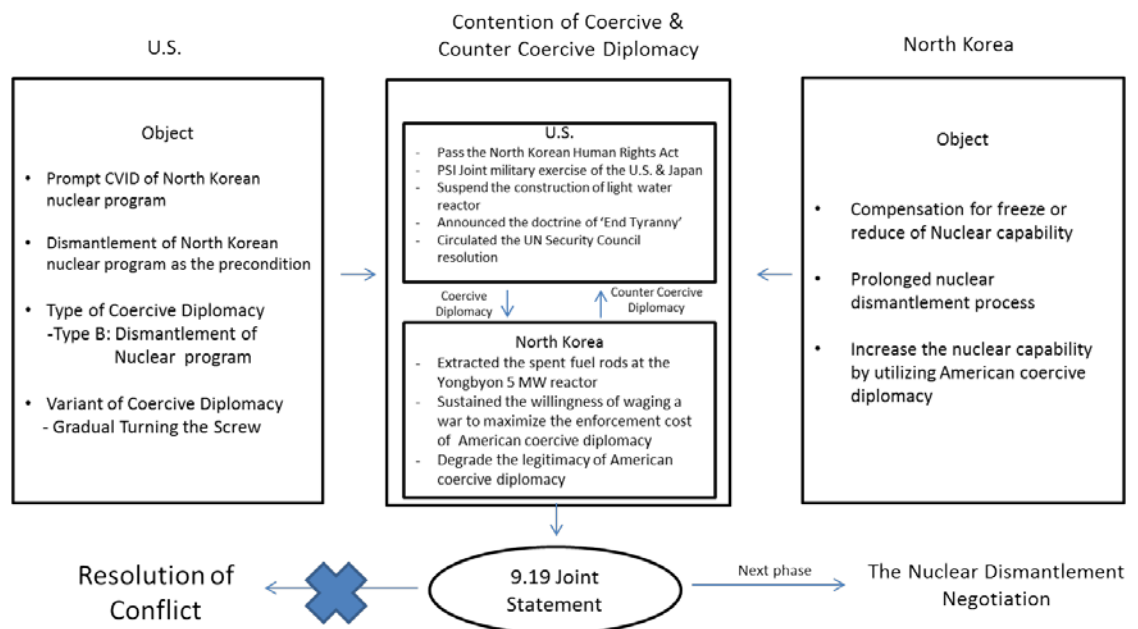 U.S.
Contention of Coercive &
Counter Coercive Diplomacy
North Korea
Object
• Prompt CVID of North Korean
nuclear program
• Dismantlement of North Korean
nuclear program as the precondition
• Type of Coercive Diplomacy
-Type B: Dismantlement of
Nuclear program
• Variant of Coercive Diplomacy
- Gradual Turning the Screw
U.S.
- Pass the North Korean Human Rights Act
- PSI Joint military exercise of the U.S. & Japan
- Suspend the construction of light water
reactor
- Announced the doctrine of 'End Tyranny'
- Circulated the UN Security Council
resolution
Coercive
Diplomacy
Counter Coercive
Diplomacy
North Korea
- Extracted the spent fuel rods at the
Yongbyon 5 MW reactor
- Sustained the willingness of waging a
war to maximize the enforcement cost
of American coercive diplomacy
- Degrade the legitimacy of American
coercive diplomacy
Object
• Compensation for freeze or
reduce of Nuclear capability
• Prolonged nuclear
dismantlement process
• Increase the nuclear capability
by utilizing American coercive
diplomacy
Resolution of
Conflict
9.19 Joint
Statement
Next phase
The Nuclear Dismantlement
Negotiation